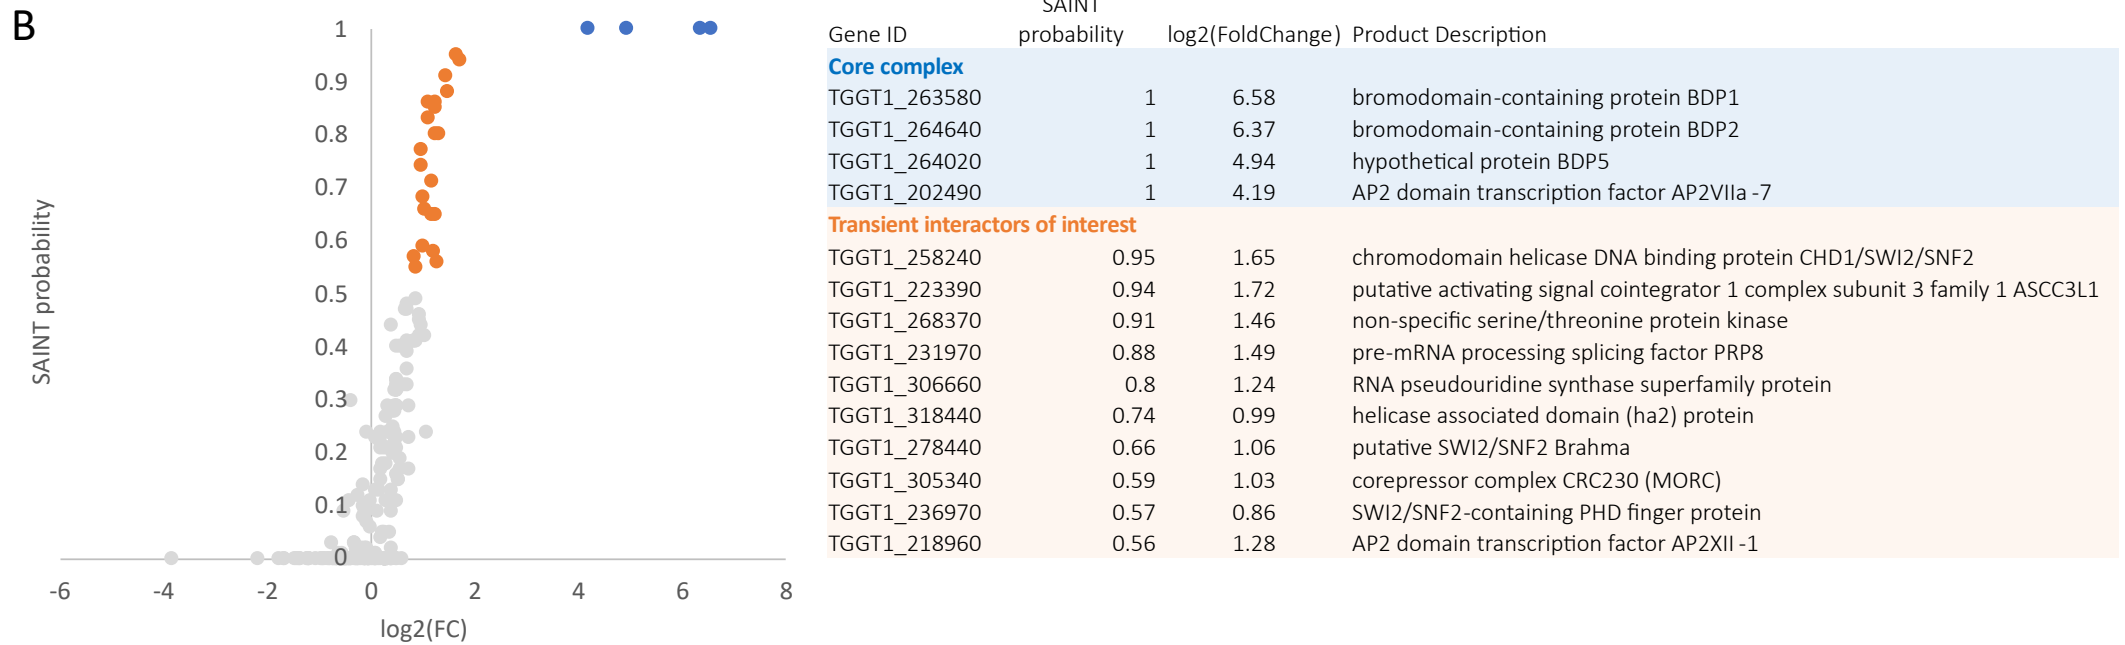 B
SAINT probability
1
0.9
0.8
0.7
0.6
0.5
0.4
0.3
0.2
0.1
0
-6 -4 -2 0 2 4 6 8
log2(FC)
SAINT
Gene ID probability log2(FoldChange) Product Description
Core complex
TGGT1_263580 1 6.58 bromodomain-containing protein BDP1
TGGT1_264640 1 6.37 bromodomain-containing protein BDP2
TGGT1_264020 1 4.94 hypothetical protein BDP5
TGGT1_202490 1 4.19 AP2 domain transcription factor AP2VIIa -7
Transient interactors of interest
TGGT1_258240 0.95 1.65 chromodomain helicase DNA binding protein CHD1/SWI2/SNF2
TGGT1_223390 0.94 1.72 putative activating signal cointegrator 1 complex subunit 3 family 1 ASCC3L1
TGGT1_268370 0.91 1.46 non-specific serine/threonine protein kinase
TGGT1_231970 0.88 1.49 pre-mRNA processing splicing factor PRP8
TGGT1_306660 0.8 1.24 RNA pseudouridine synthase superfamily protein
TGGT1_318440 0.74 0.99 helicase associated domain (ha2) protein
TGGT1_278440 0.66 1.06 putative SWI2/SNF2 Brahma
TGGT1_305340 0.59 1.03 corepressor complex CRC230 (MORC)
TGGT1_236970 0.57 0.86 SWI2/SNF2-containing PHD finger protein
TGGT1_218960 0.56 1.28 AP2 domain transcription factor AP2XII -1